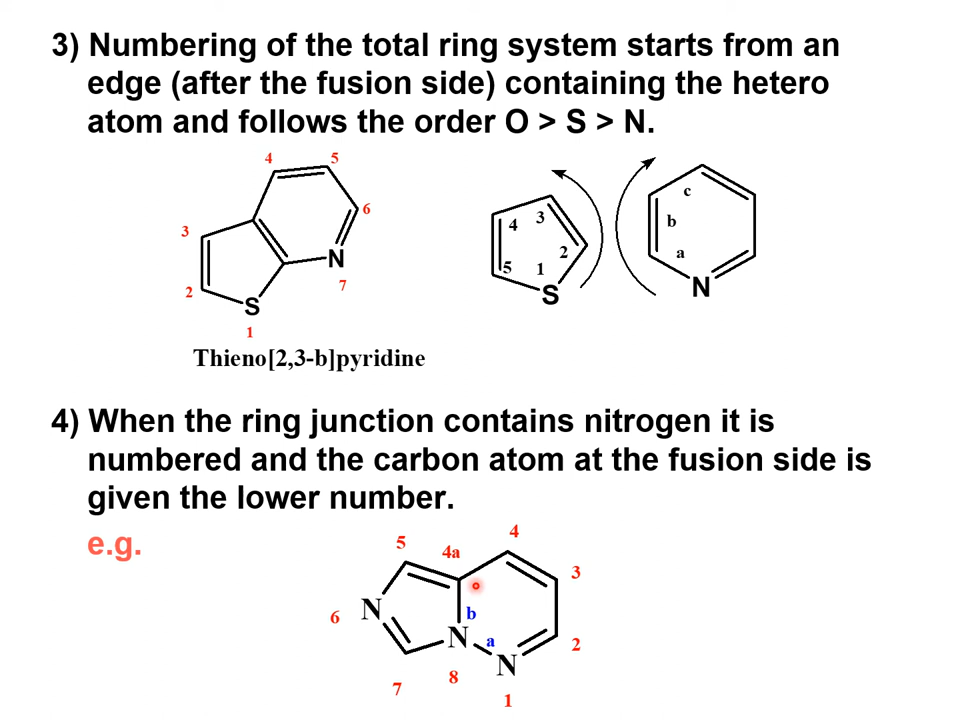 3) Numbering of the total ring system starts from an
edge (after the fusion side) containing the hetero
atom and follows the order O > S > N.
4 5
3 6
N
2 7
S
1
Thieno[2,3-b]pyridine
4 3
2
5 1
S
c
b
a
N
4) When the ring junction contains nitrogen it is
numbered and the carbon atom at the fusion side is
given the lower number.
e.g.
5 4a 4
3
6 N b
N a 2
8 N
7 1